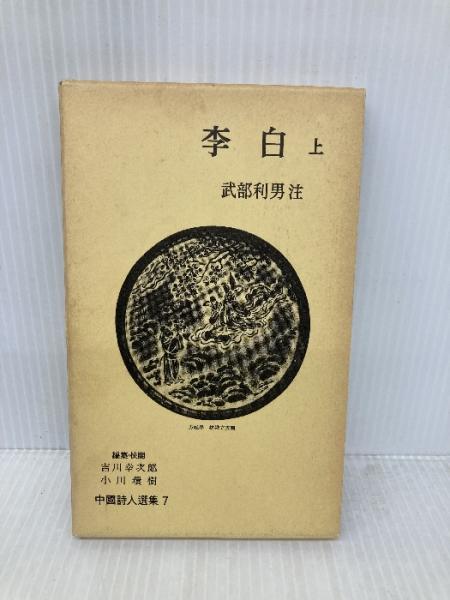 李白 上
武部利男注
編集・校閲
吉川幸次郎
小川環樹
中國詩人選集 7